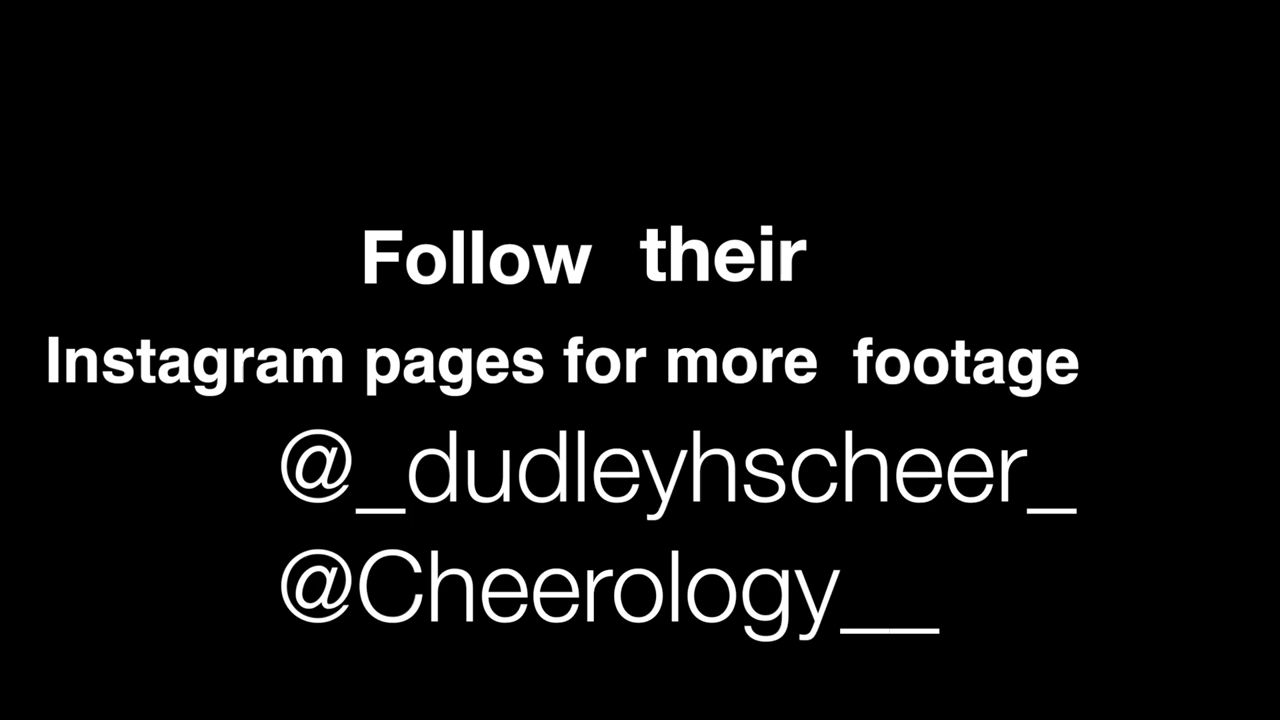 Follow their
Instagram pages for more footage
@_dudleyhscheer_
@Cheerology__